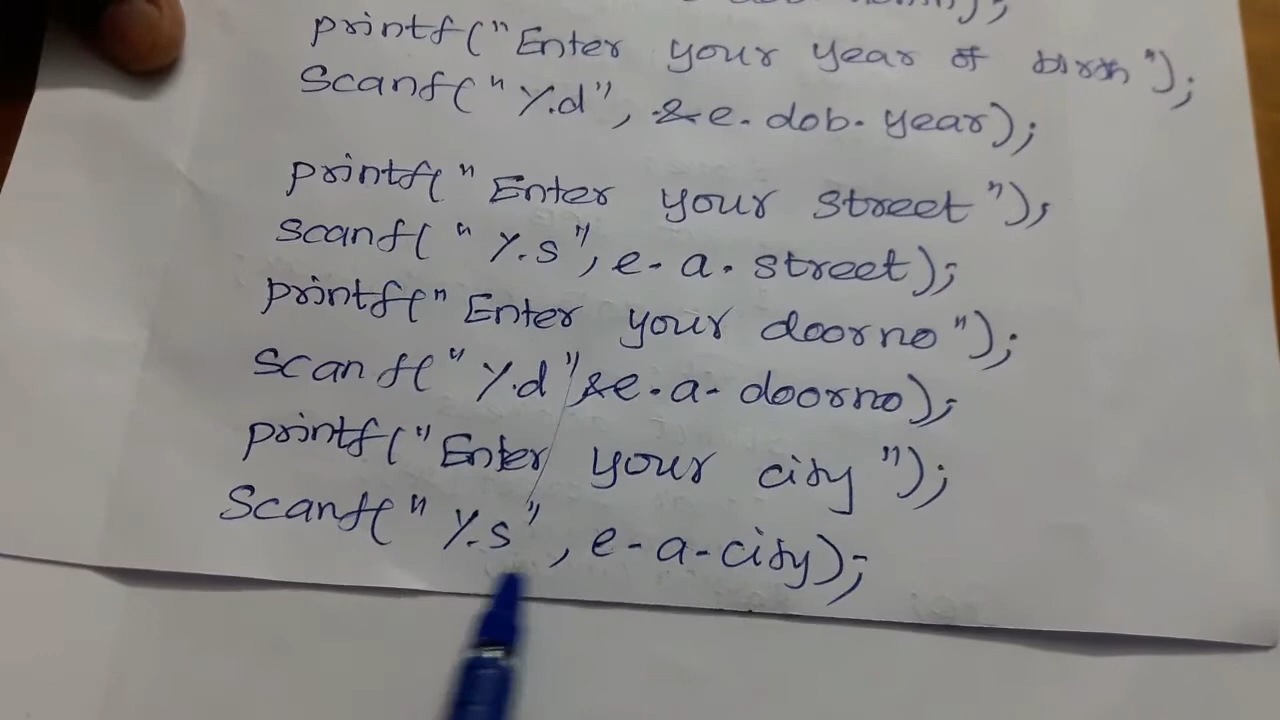 printf("Enter your year of birth");
Scanf("%d", &e.dob.year);
printf("Enter your street");
scanf("%s", e.a.street);
printf("Enter your doorno");
scanf("%d" &e.a.doorno);
printf("Enter your city");
Scanf("%s", e.a.city);